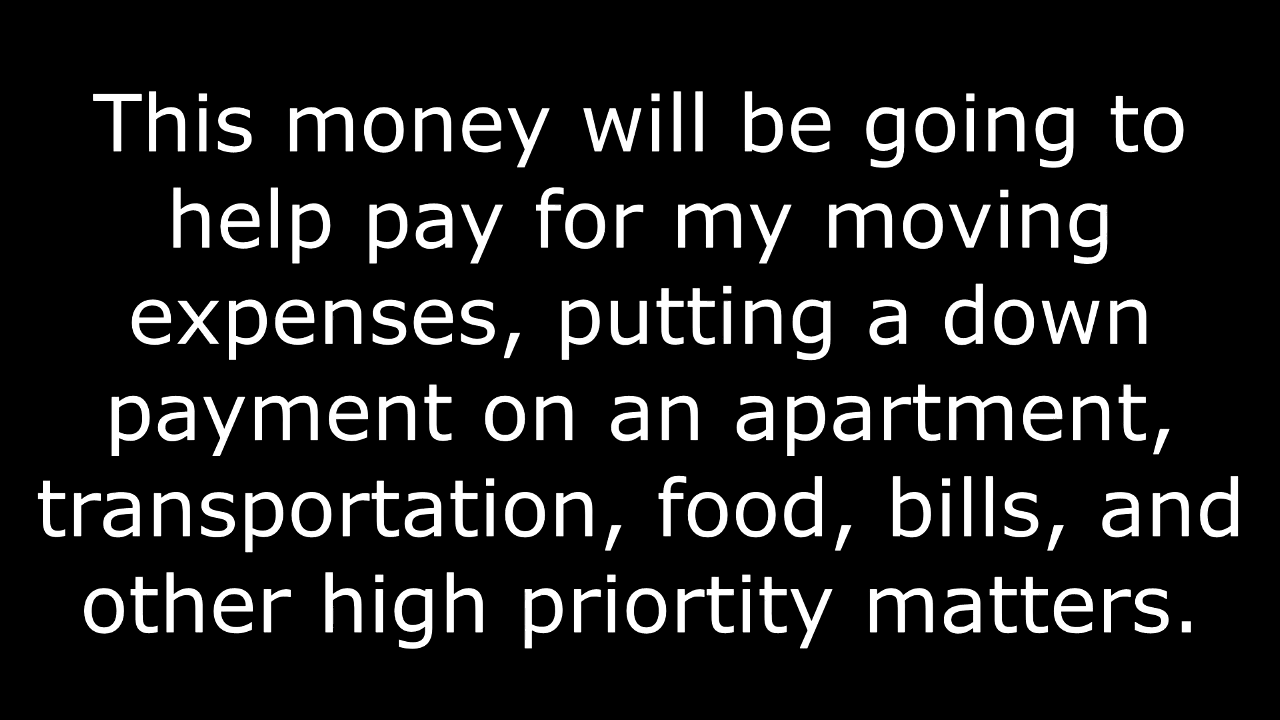 This money will be going to
help pay for my moving
expenses, putting a down
payment on an apartment,
transportation, food, bills, and
other high priortity matters.